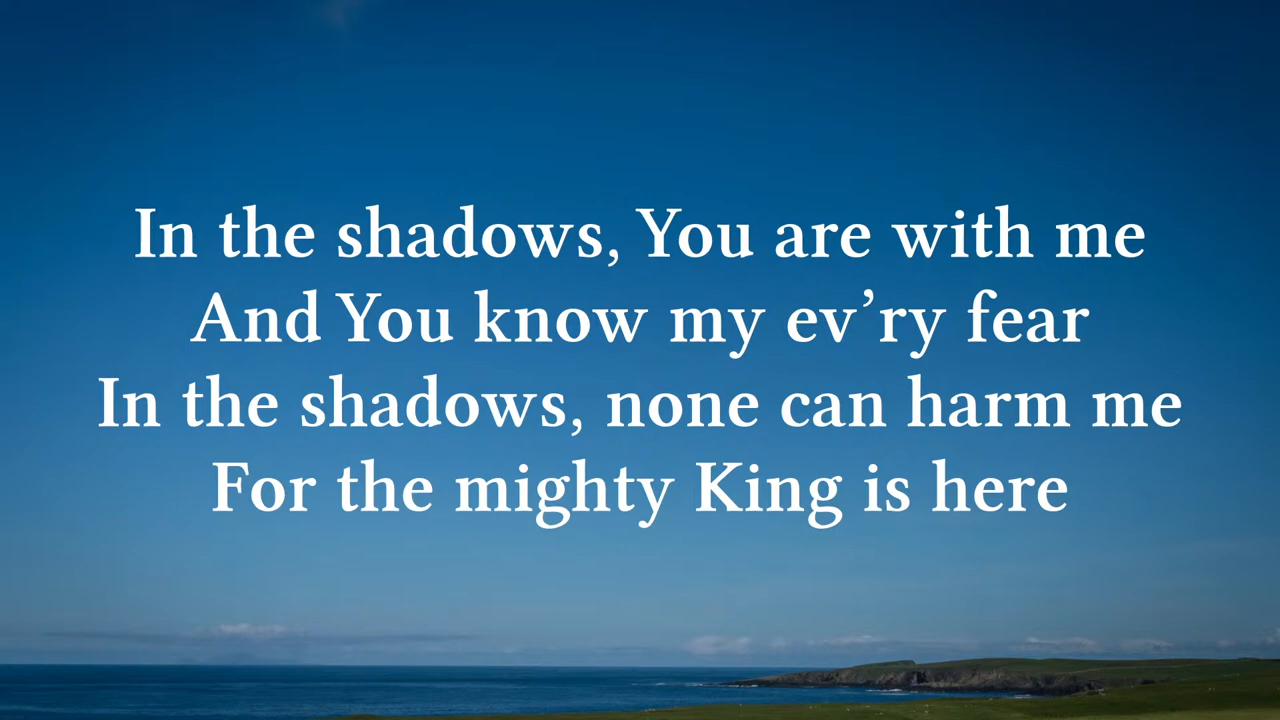 In the shadows, You are with me
And You know my ev’ry fear
In the shadows, none can harm me
For the mighty King is here